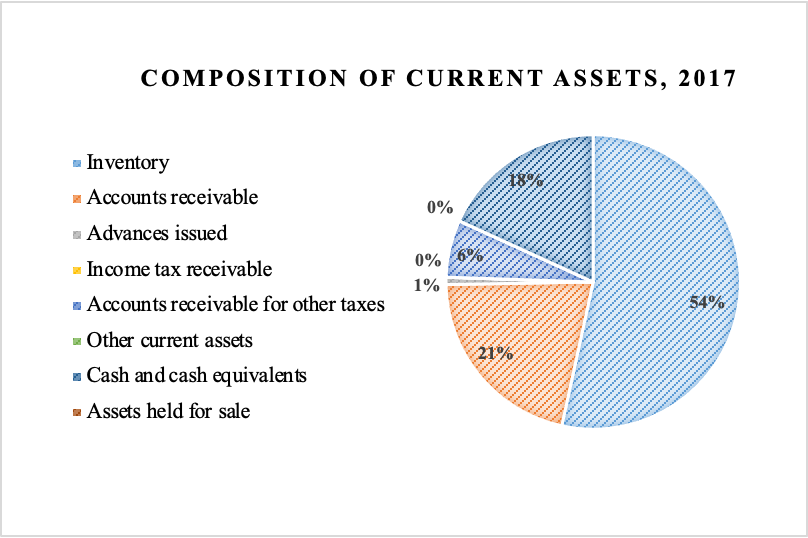 COMPOSITION OF CURRENT ASSETS, 2017
Inventory
Accounts receivable
Advances issued
Income tax receivable
Accounts receivable for other taxes
Other current assets
Cash and cash equivalents
Assets held for sale
18%
0%
6%
0%
1%
54%
21%